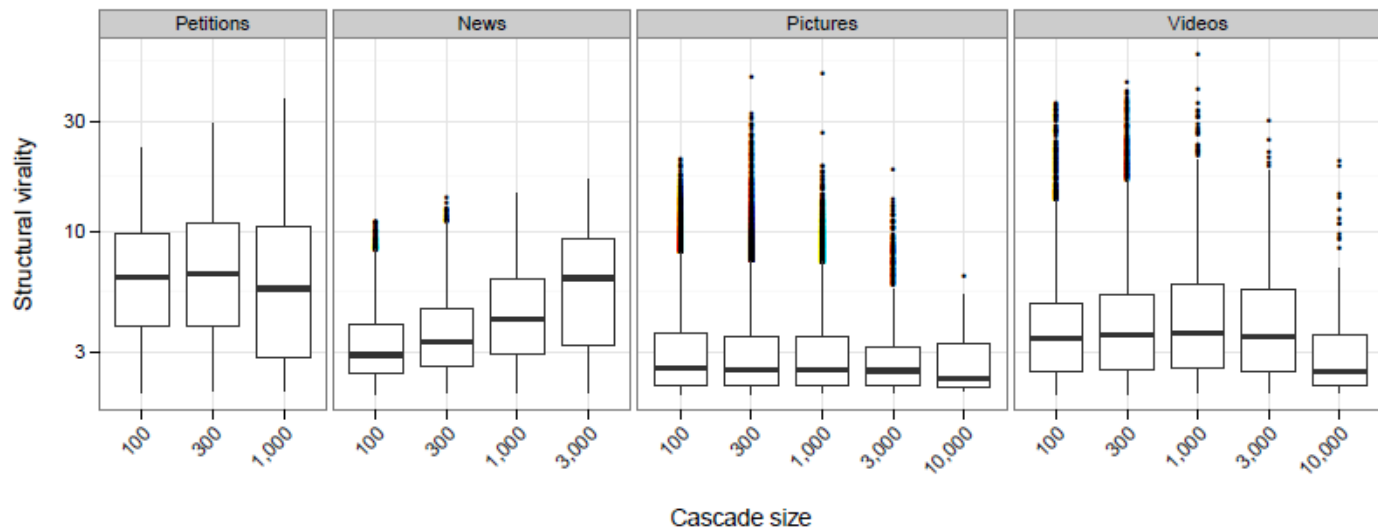 Petitions News Pictures Videos
Structural virality
30
10
3
100 300 1,000 100 300 1,000 3,000 100 300 1,000 3,000 10,000 100 300 1,000 3,000 10,000
Cascade size